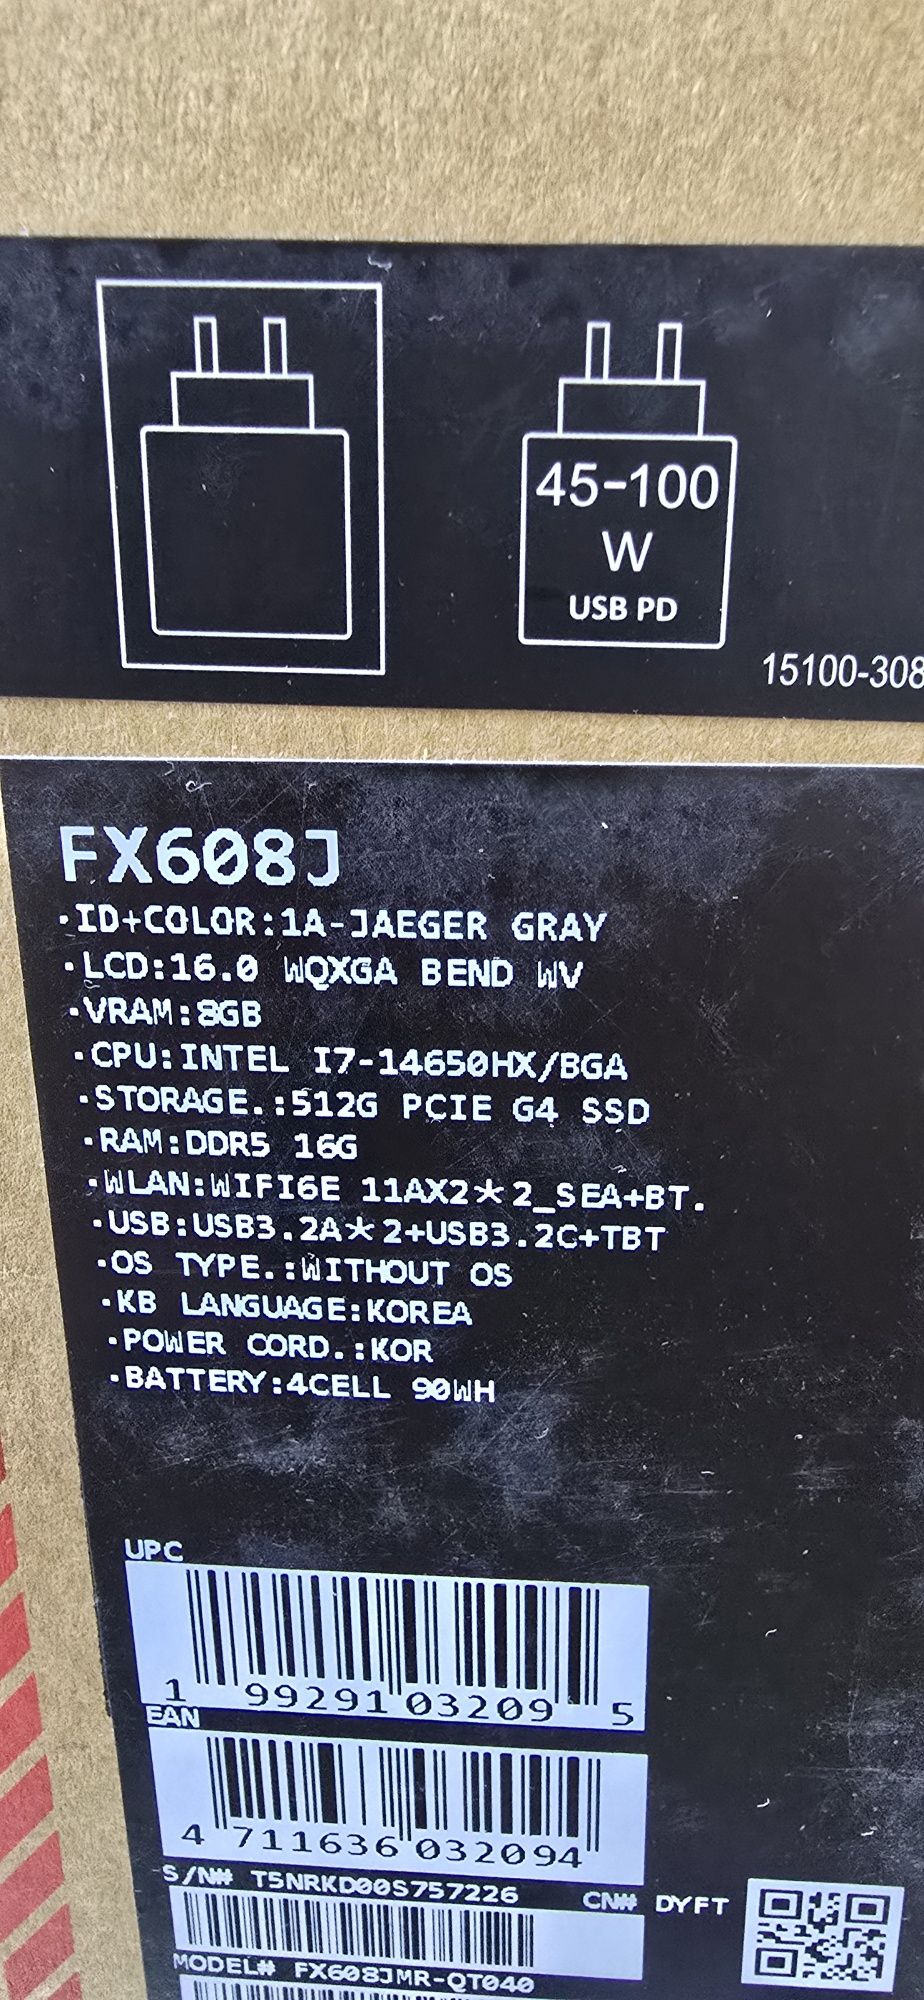 45-100
W
USB PD
15100-308
FX608J
·ID+COLOR:1A-JAEGER GRAY
·LCD:16.0 WQXGA BEND WV
·VRAM:8GB
·CPU:INTEL I7-14650HX/BGA
·STORAGE.:512G PCIE G4 SSD
·RAM:DDR5 16G
·WLAN:WIFI6E 11AX2*2_SEA+BT.
·USB:USB3.2A*2+USB3.2C+TBT
·OS TYPE.:WITHOUT OS
·KB LANGUAGE:KOREA
·POWER CORD.:KOR
·BATTERY:4CELL 90WH
UPC
1 99291 03209 5
EAN
4 711636 032094
S/N# T5NRKD00S757226 CN# DYFT
MODEL# FX608JMR-QT040